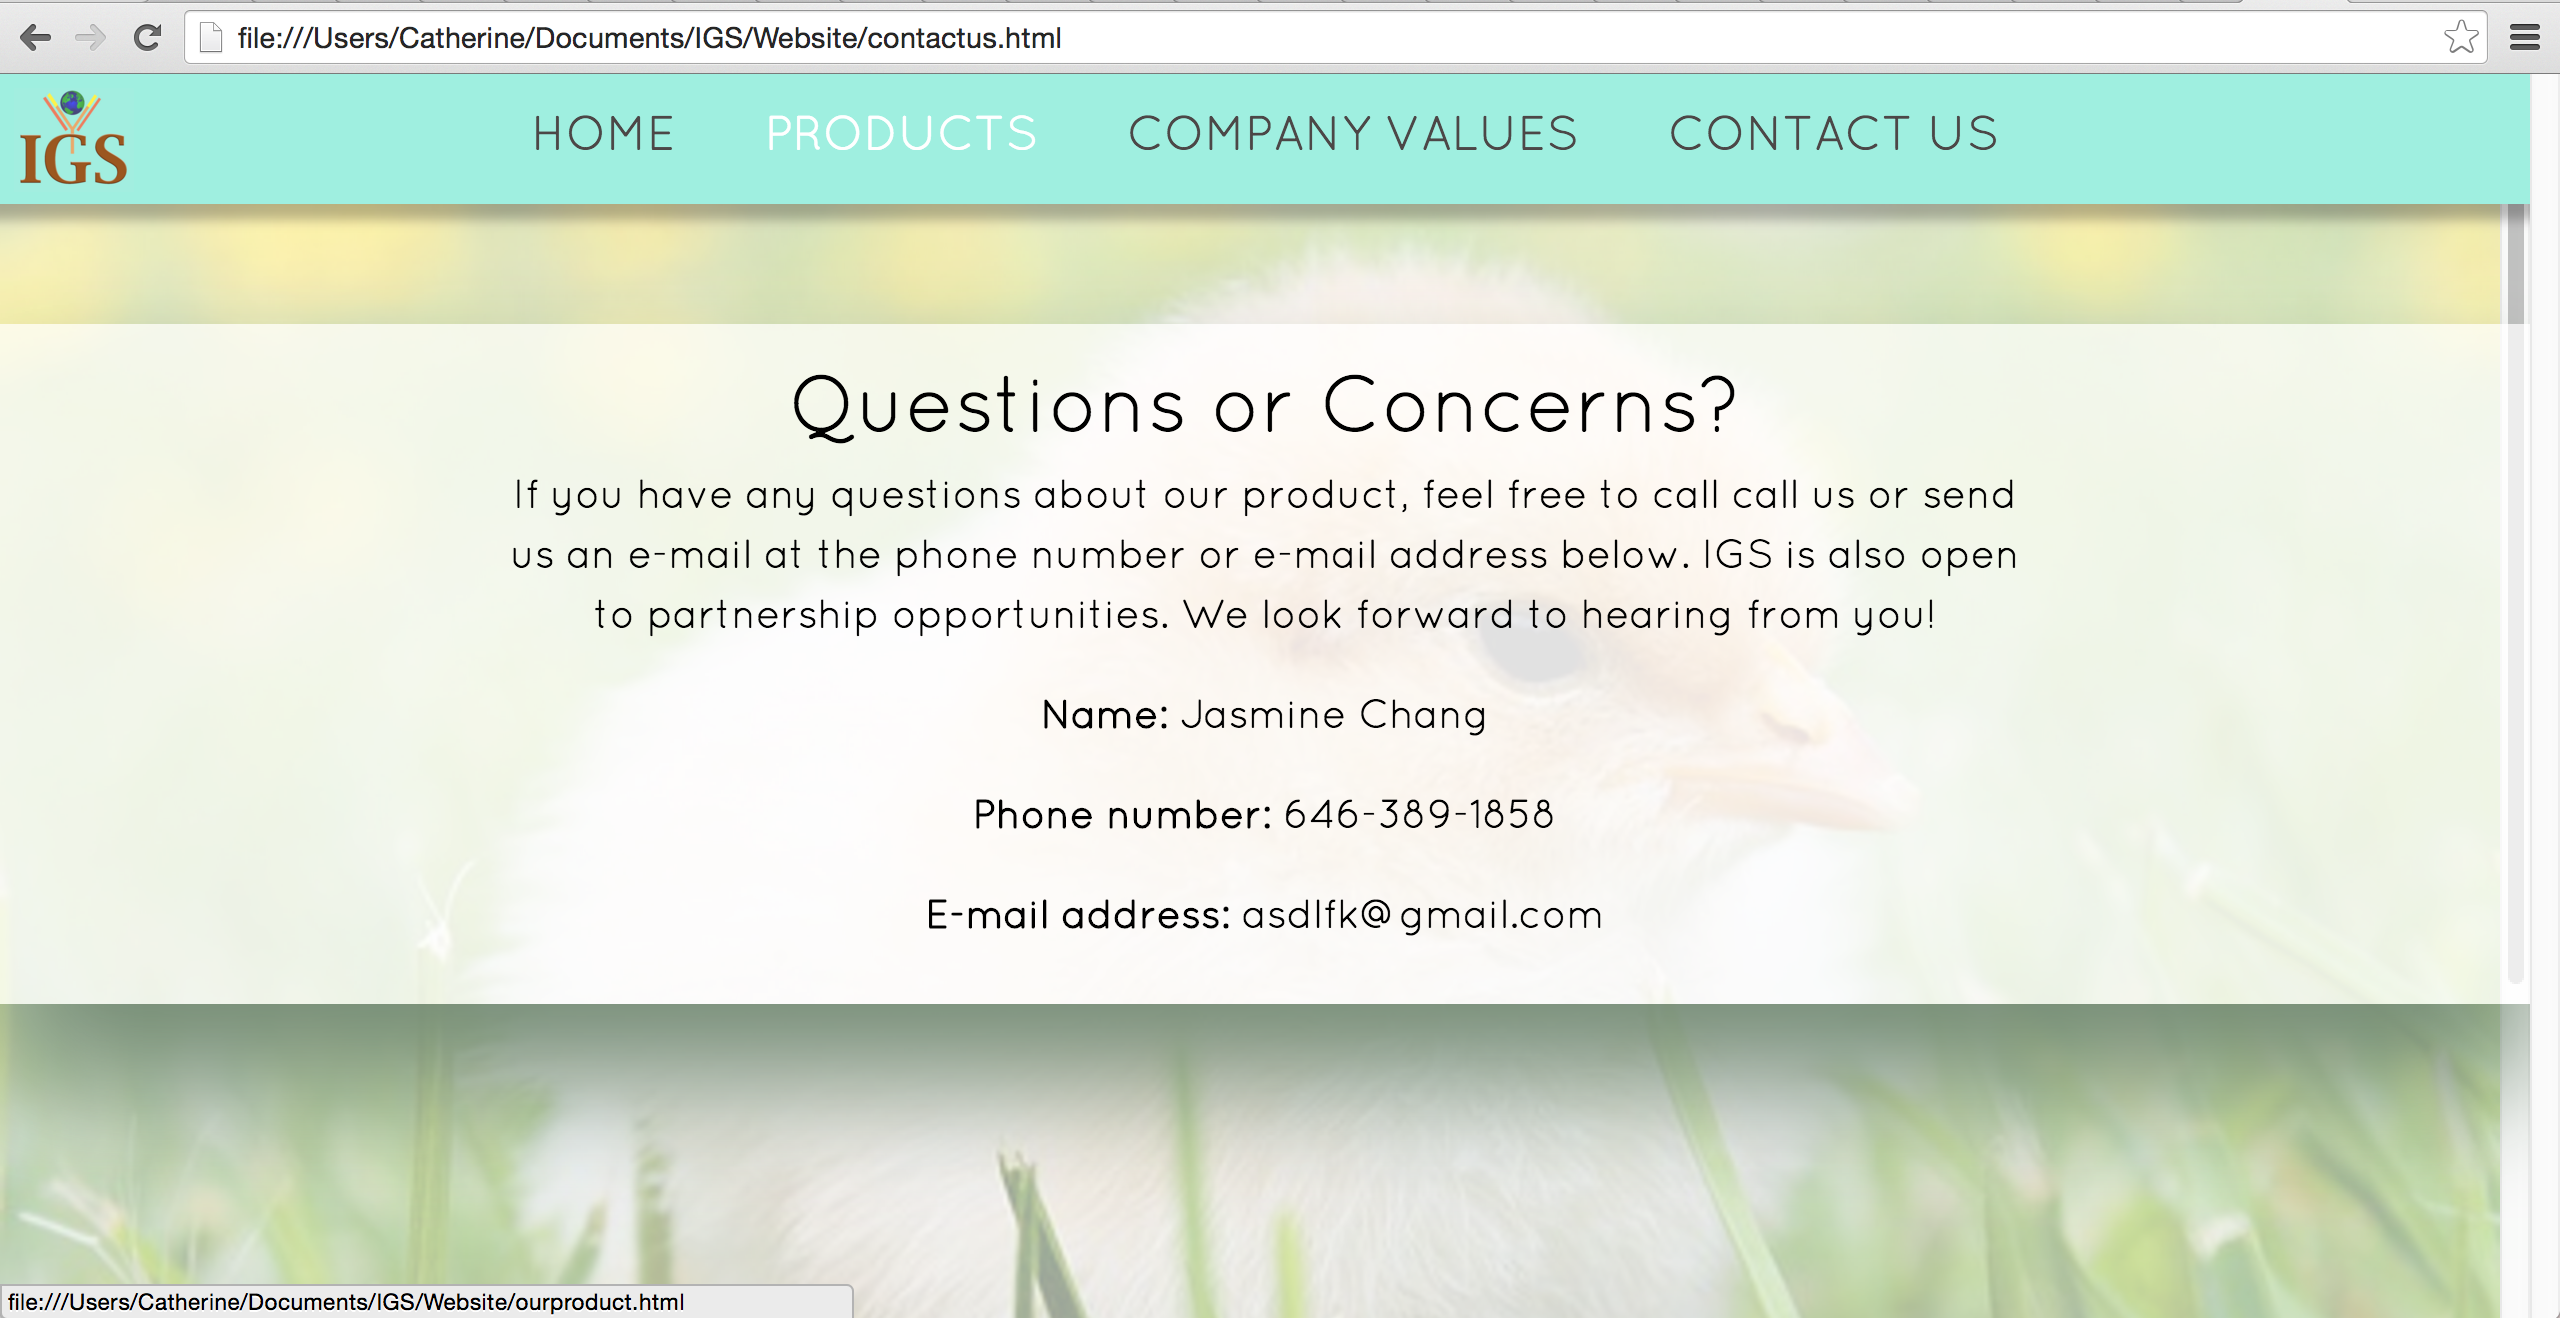 file:///Users/Catherine/Documents/IGS/Website/contactus.html
IGS
HOME PRODUCTS COMPANY VALUES CONTACT US
Questions or Concerns?
If you have any questions about our product, feel free to call call us or send
us an e-mail at the phone number or e-mail address below. IGS is also open
to partnership opportunities. We look forward to hearing from you!
Name: Jasmine Chang
Phone number: 646-389-1858
E-mail address: asdlfk@gmail.com
file:///Users/Catherine/Documents/IGS/Website/ourproduct.html